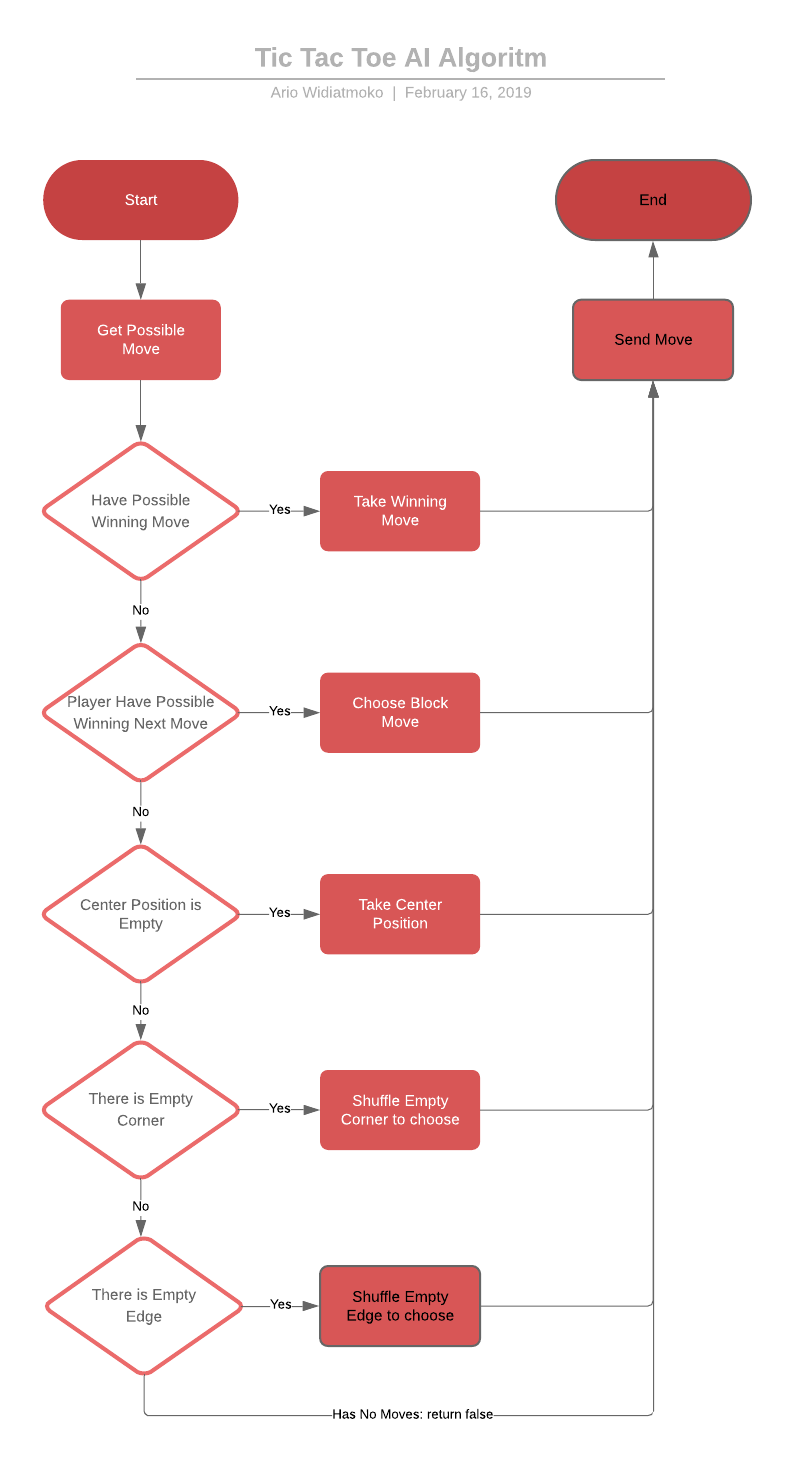 Tic Tac Toe AI Algoritm
Ario Widiatmoko | February 16, 2019
Start
End
Get Possible
Move
Send Move
Have Possible
Winning Move
Yes
Take Winning
Move
No
Player Have Possible
Winning Next Move
Yes
Choose Block
Move
No
Center Position is
Empty
Yes
Take Center
Position
No
There is Empty
Corner
Yes
Shuffle Empty
Corner to choose
No
There is Empty
Edge
Yes
Shuffle Empty
Edge to choose
Has No Moves: return false